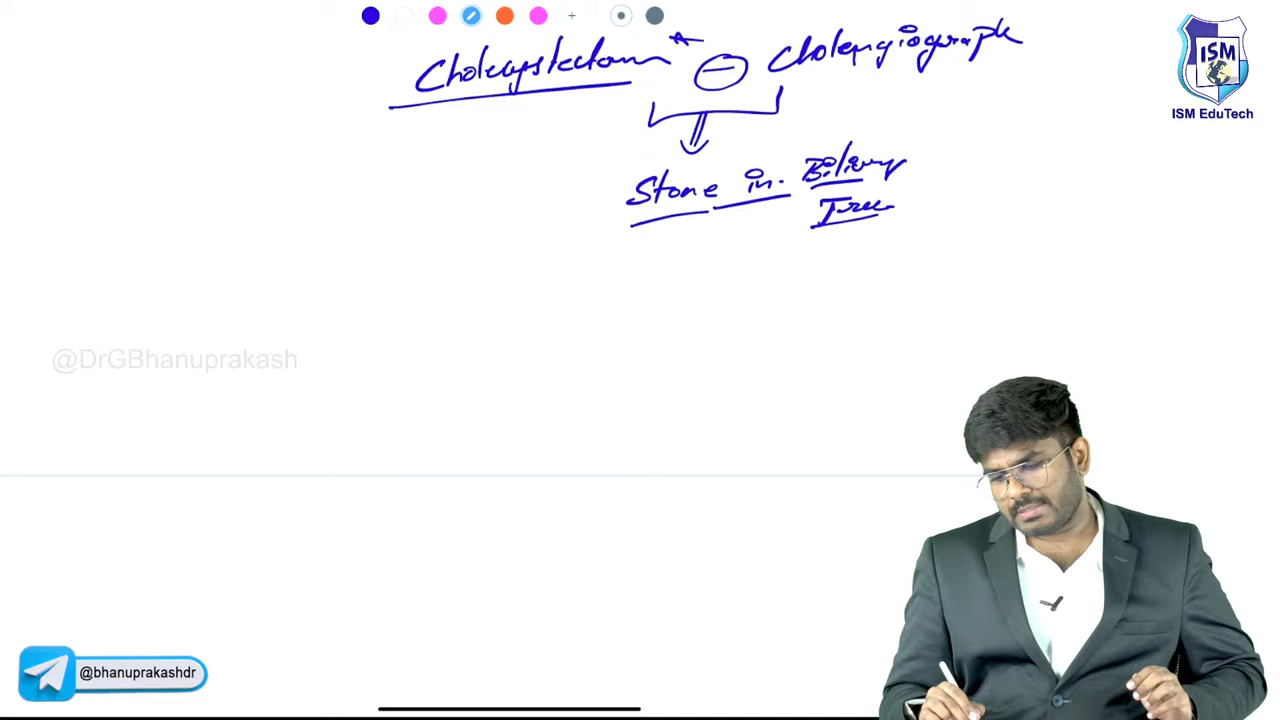 Cholecystectomy ⊖ Cholangiograph
Stone in Biliary
Tree
ISM
ISM EduTech
@DrGBhanuprakash
@bhanuprakashdr